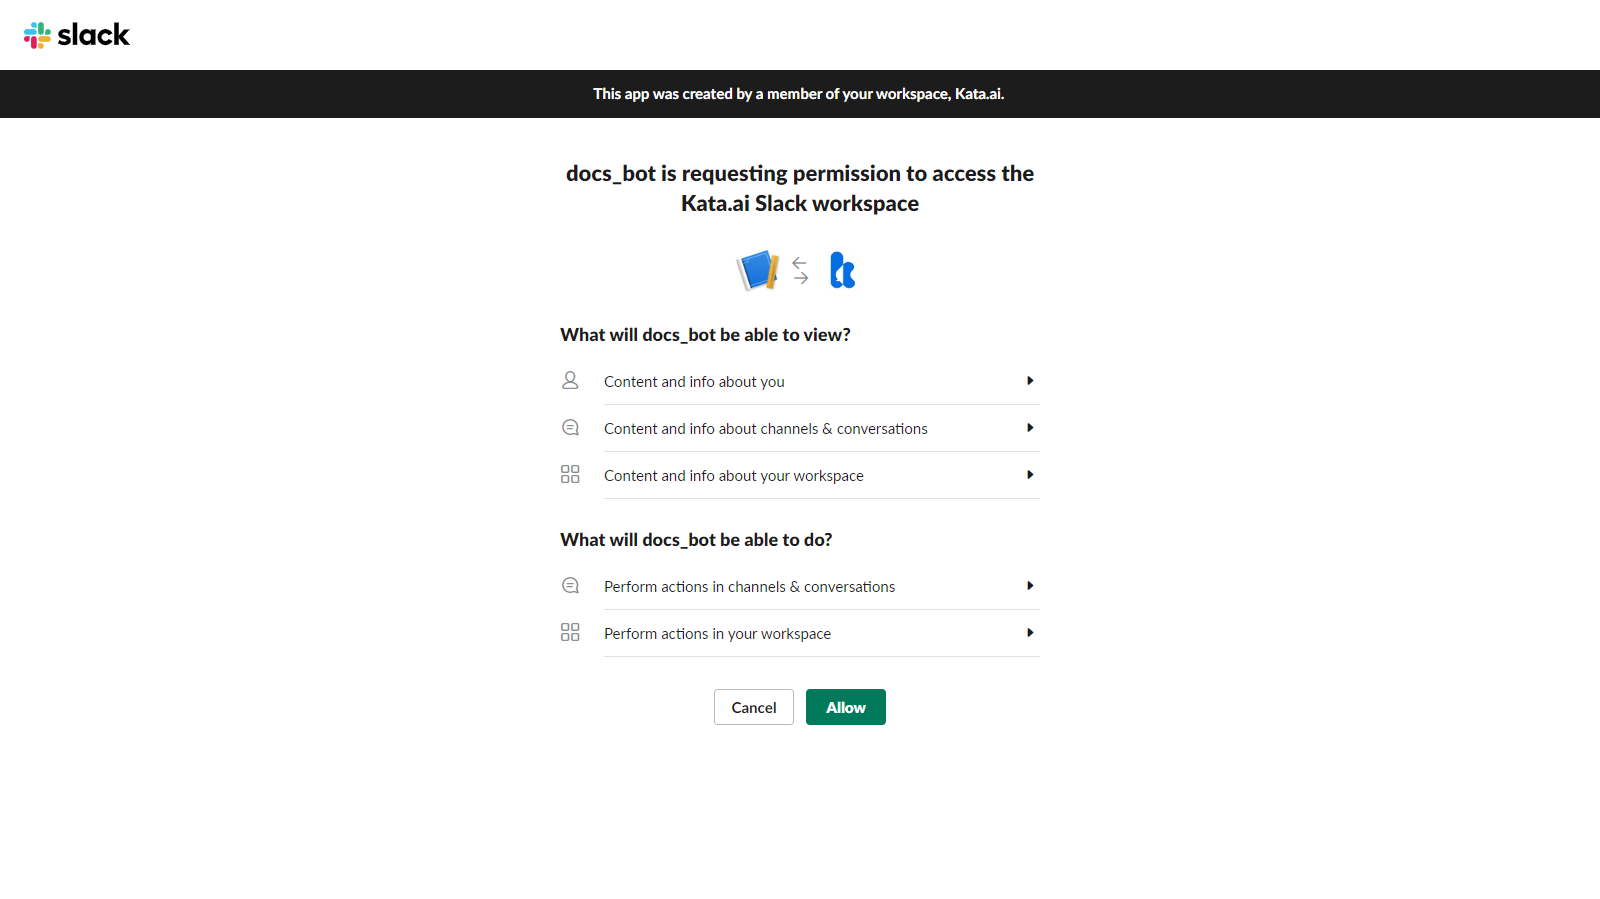 slack
This app was created by a member of your workspace, Kata.ai.
docs_bot is requesting permission to access the
Kata.ai Slack workspace
What will docs_bot be able to view?
Content and info about you
Content and info about channels & conversations
Content and info about your workspace
What will docs_bot be able to do?
Perform actions in channels & conversations
Perform actions in your workspace
Cancel Allow